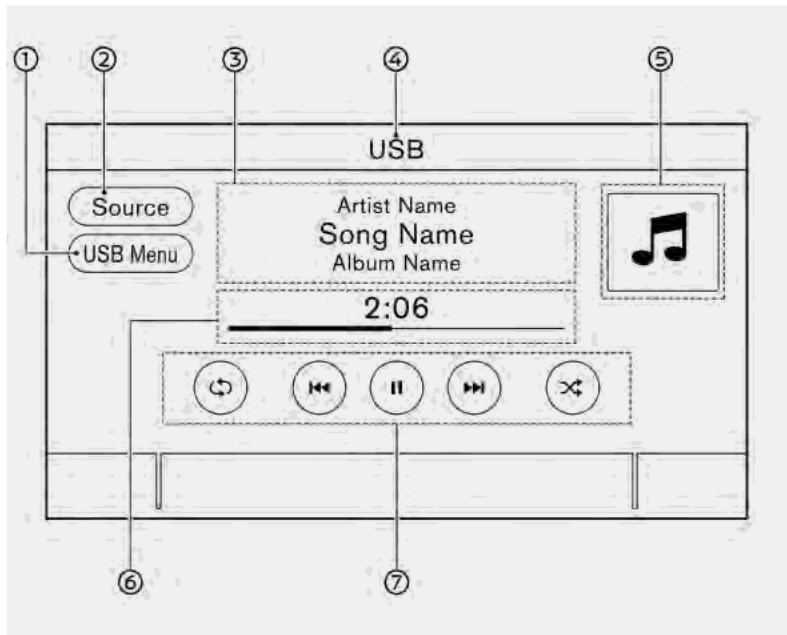 ① ② ③ ④ ⑤
USB
Source
USB Menu
Artist Name
Song Name
Album Name
2:06
⑥ ⑦